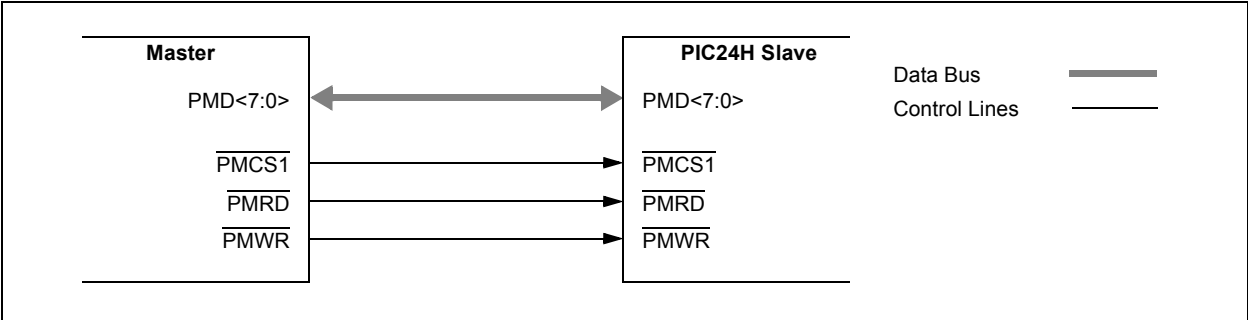 Master
PMD<7:0>
PMCS1
PMRD
PMWR
PIC24H Slave
PMD<7:0>
PMCS1
PMRD
PMWR
Data Bus
Control Lines